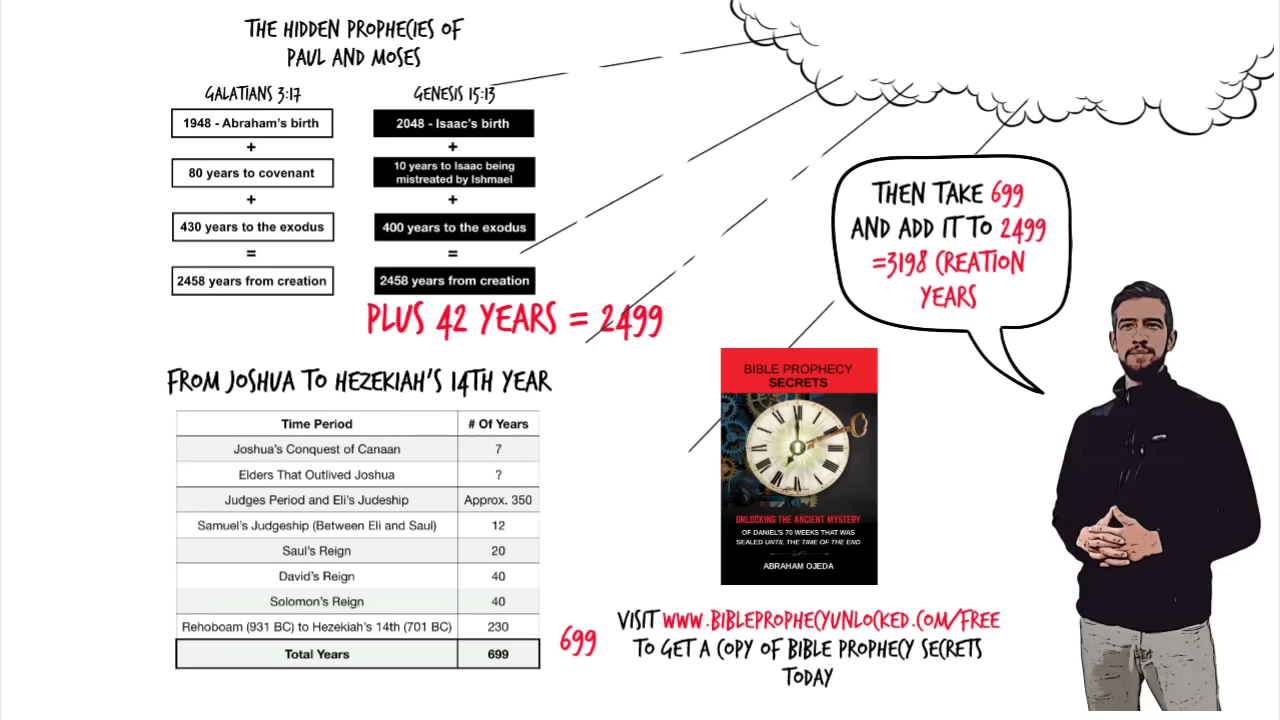 THE HIDDEN PROPHECIES OF
PAUL AND MOSES
GALATIANS 3:17
1948 - Abraham's birth
+
80 years to covenant
+
430 years to the exodus
=
2458 years from creation
GENESIS 15:13
2048 - Isaac's birth
+
10 years to Isaac being
mistreated by Ishmael
+
400 years to the exodus
=
2458 years from creation
PLUS 42 YEARS = 2499
FROM JOSHUA TO HEZEKIAH'S 14TH YEAR
Time Period # Of Years
Joshua's Conquest of Canaan 7
Elders That Outlived Joshua ?
Judges Period and Eli's Judeship Approx. 350
Samuel's Judgeship (Between Eli and Saul) 12
Saul's Reign 20
David's Reign 40
Solomon's Reign 40
Rehoboam (931 BC) to Hezekiah's 14th (701 BC) 230
Total Years 699
699
THEN TAKE 699
AND ADD IT TO 2499
=3198 CREATION
YEARS
BIBLE PROPHECY
SECRETS
UNLOCKING THE ANCIENT MYSTERY
OF DANIEL'S 70 WEEKS THAT WAS
SEALED UNTIL THE TIME OF THE END
ABRAHAM OJEDA
VISIT WWW.BIBLEPROPHECYUNLOCKED.COM/FREE
TO GET A COPY OF BIBLE PROPHECY SECRETS
TODAY